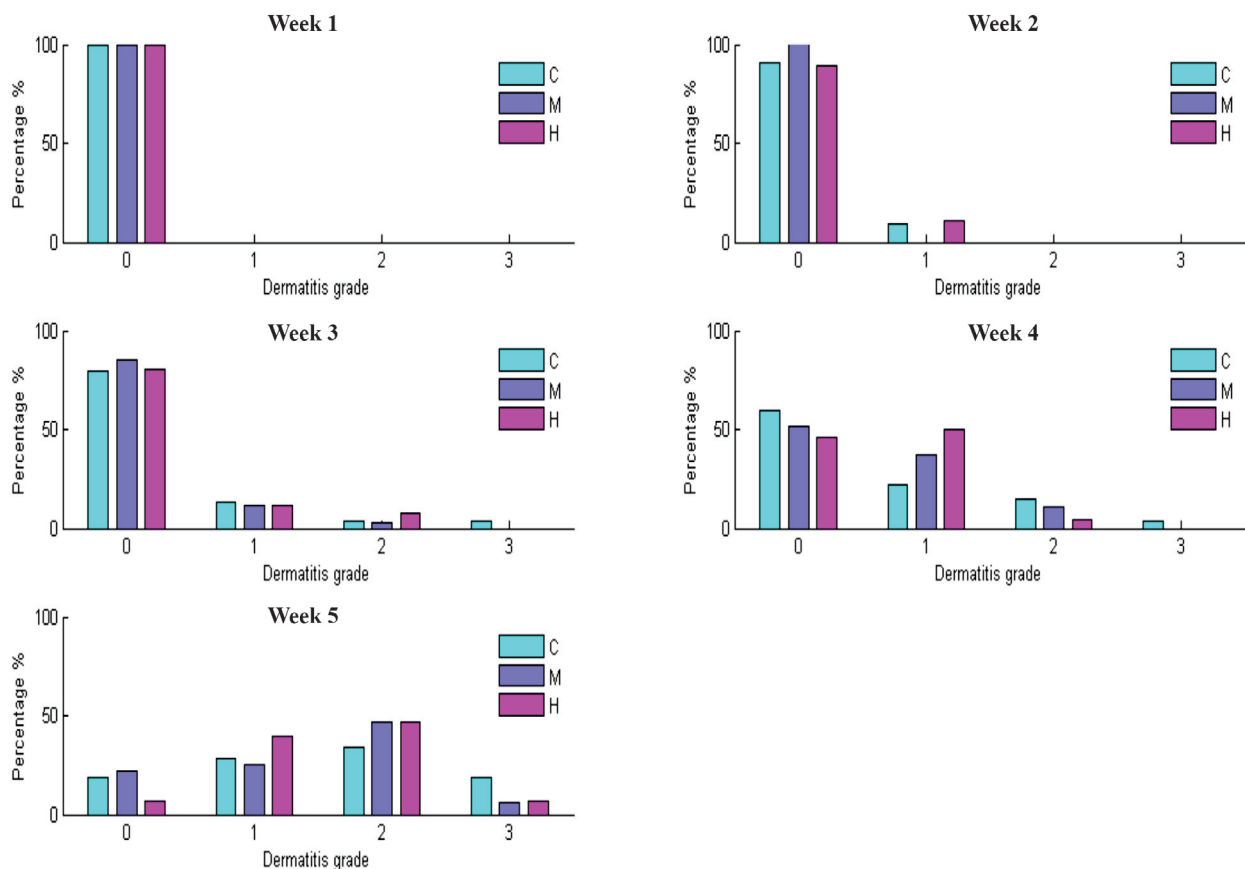 Week 1
100
50
0
Percentage %
C
M
H
0 1 2 3
Dermatitis grade
Week 2
100
50
0
Percentage %
C
M
H
0 1 2 3
Dermatitis grade
Week 3
100
50
0
Percentage %
C
M
H
0 1 2 3
Dermatitis grade
Week 4
100
50
0
Percentage %
C
M
H
0 1 2 3
Dermatitis grade
Week 5
100
50
0
Percentage %
C
M
H
0 1 2 3
Dermatitis grade